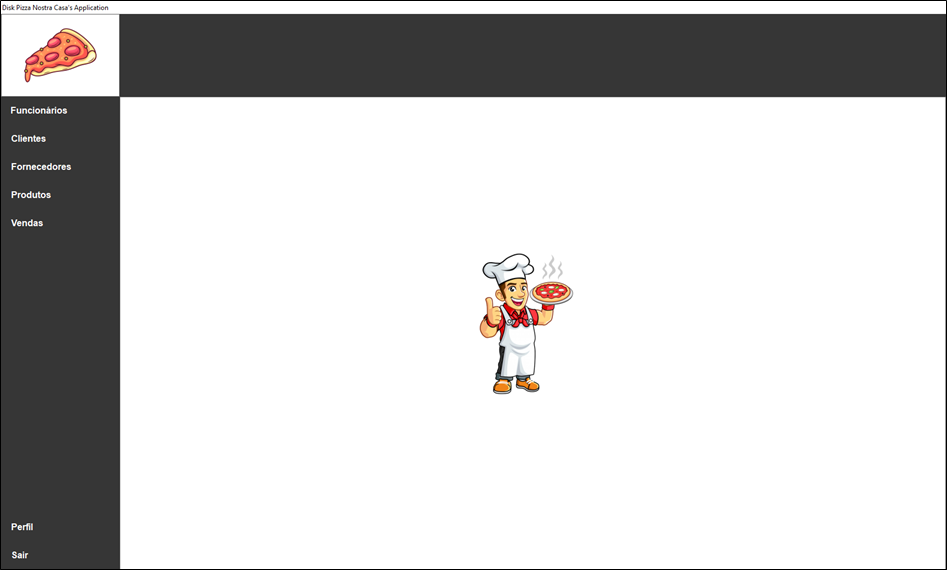 Disk Pizza Nostra Casa's Application
Funcionários
Clientes
Fornecedores
Produtos
Vendas
Perfil
Sair